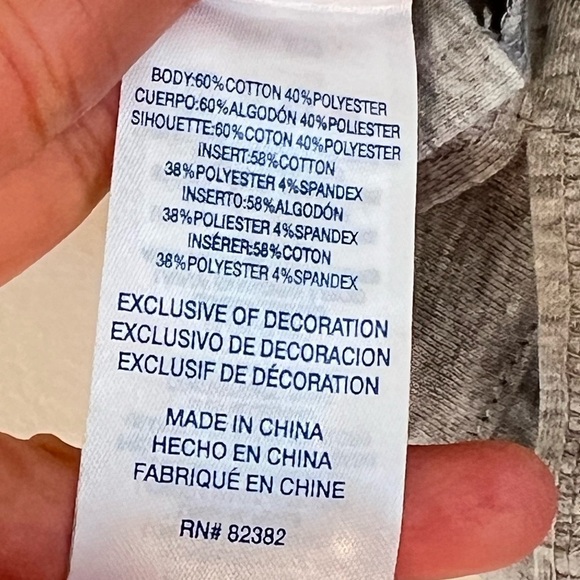 BODY:60%COTTON 40%POLYESTER
CUERPO:60%ALGODÓN 40%POLIESTER
SIHOUETTE:60%COTON 40%POLYESTER
INSERT:58%COTTON
38%POLYESTER 4%SPANDEX
INSERTO:58%ALGODÓN
38%POLIESTER 4%SPANDEX
INSÉRER:58%COTON
38%POLYESTER 4%SPANDEX
EXCLUSIVE OF DECORATION
EXCLUSIVO DE DECORACION
EXCLUSIF DE DÉCORATION
MADE IN CHINA
HECHO EN CHINA
FABRIQUÉ EN CHINE
RN# 82382